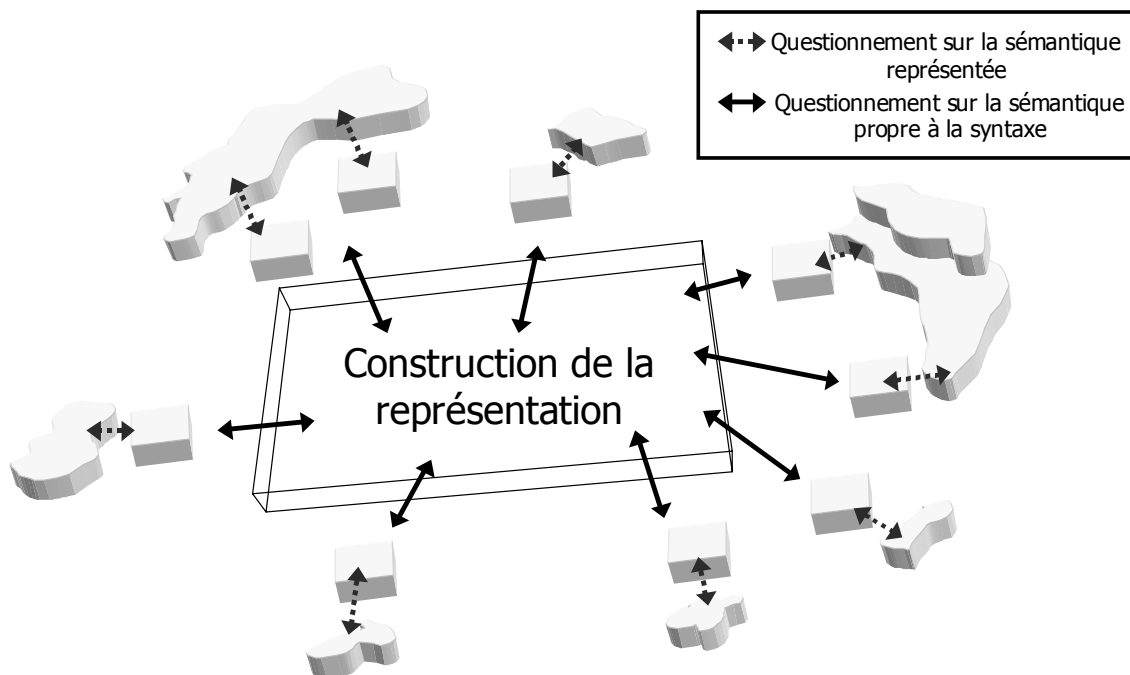 Questionnement sur la sémantique
représentée
Questionnement sur la sémantique
propre à la syntaxe
Construction de la
représentation